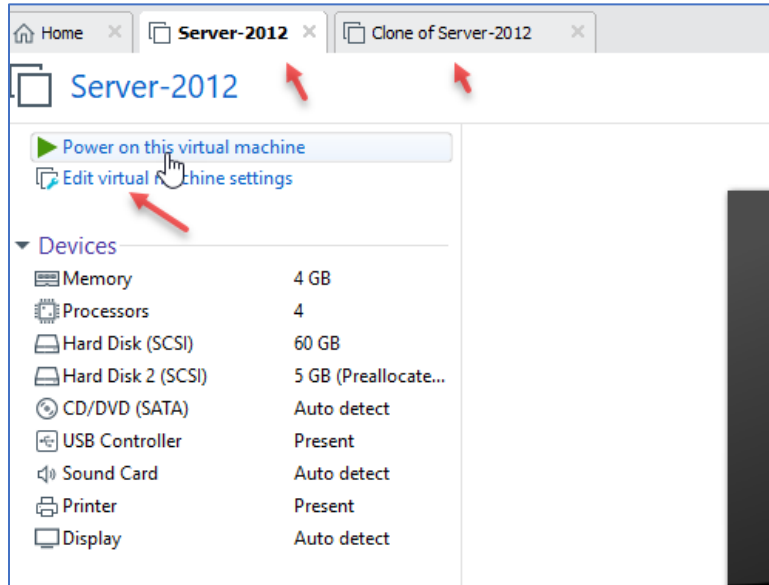 Home Server-2012 Clone of Server-2012
Server-2012
Power on this virtual machine
Edit virtual machine settings
Devices
Memory 4 GB
Processors 4
Hard Disk (SCSI) 60 GB
Hard Disk 2 (SCSI) 5 GB (Preallocate...
CD/DVD (SATA) Auto detect
USB Controller Present
Sound Card Auto detect
Printer Present
Display Auto detect